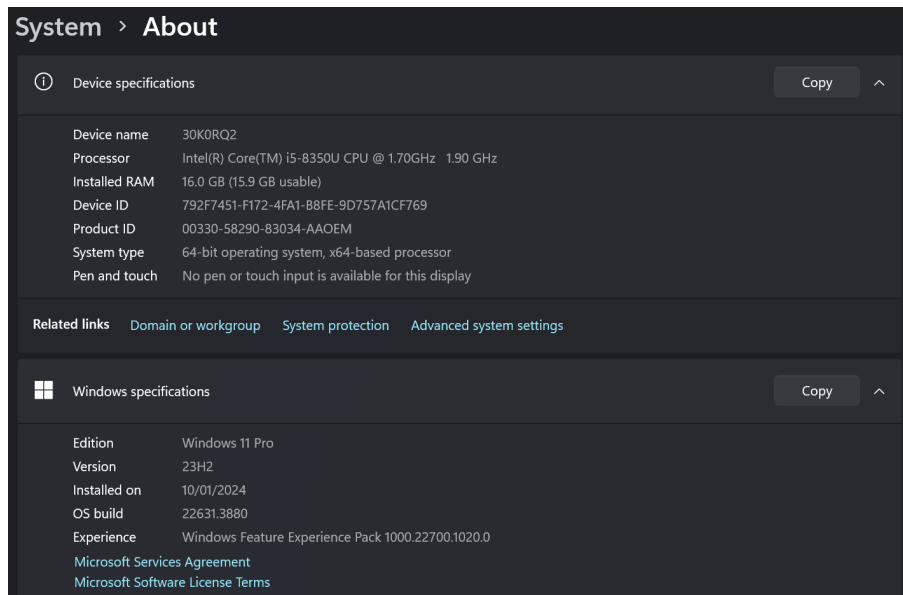 System > About
Device specifications Copy
Device name 30K0RQ2
Processor Intel(R) Core(TM) i5-8350U CPU @ 1.70GHz 1.90 GHz
Installed RAM 16.0 GB (15.9 GB usable)
Device ID 792F7451-F172-4FA1-B8FE-9D757A1CF769
Product ID 00330-58290-83034-AAOEM
System type 64-bit operating system, x64-based processor
Pen and touch No pen or touch input is available for this display
Related links Domain or workgroup System protection Advanced system settings
Windows specifications Copy
Edition Windows 11 Pro
Version 23H2
Installed on 10/01/2024
OS build 22631.3880
Experience Windows Feature Experience Pack 1000.22700.1020.0
Microsoft Services Agreement
Microsoft Software License Terms